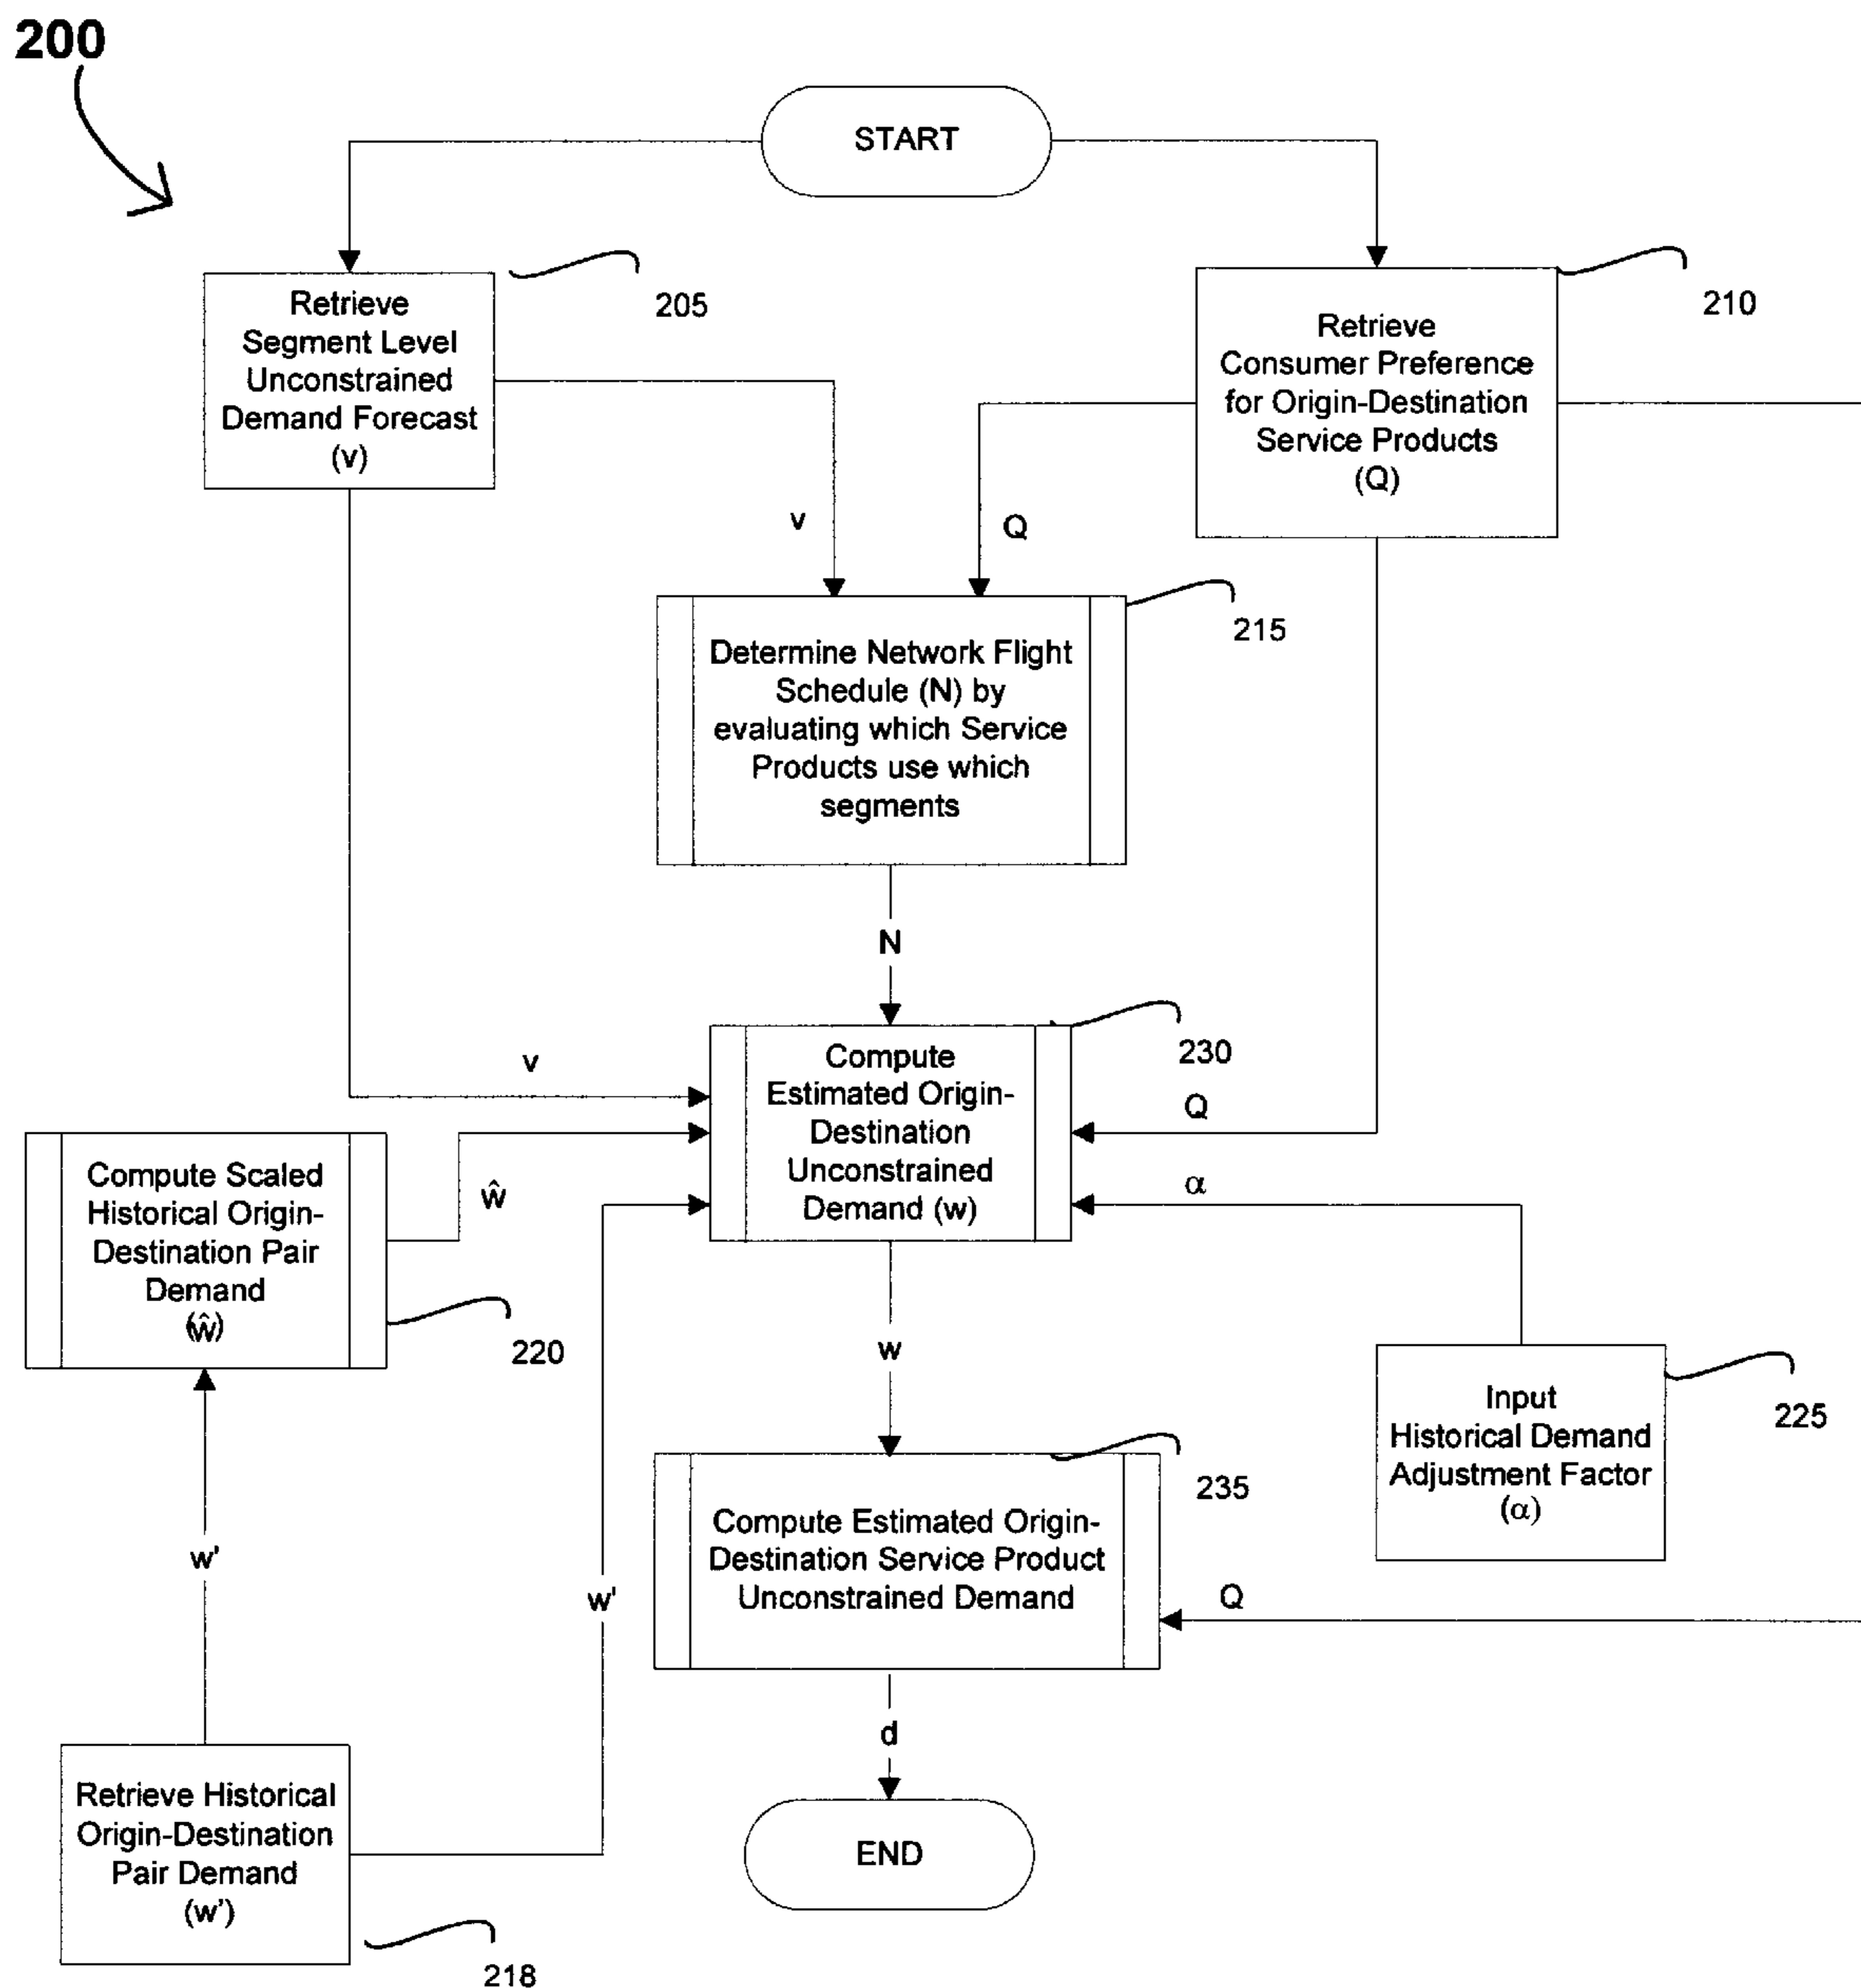 200
START
Retrieve
Segment Level
Unconstrained
Demand Forecast
(v)
205
Retrieve
Consumer Preference
for Origin-Destination
Service Products
(Q)
210
v
Q
Determine Network Flight
Schedule (N) by
evaluating which Service
Products use which
segments
215
N
v
Compute
Estimated Origin-
Destination
Unconstrained
Demand (w)
230
Q
α
Compute Scaled
Historical Origin-
Destination Pair
Demand
(ŵ)
220
ŵ
w
Input
Historical Demand
Adjustment Factor
(α)
225
w'
w'
Compute Estimated Origin-
Destination Service Product
Unconstrained Demand
235
Q
d
Retrieve Historical
Origin-Destination
Pair Demand
(w')
218
END